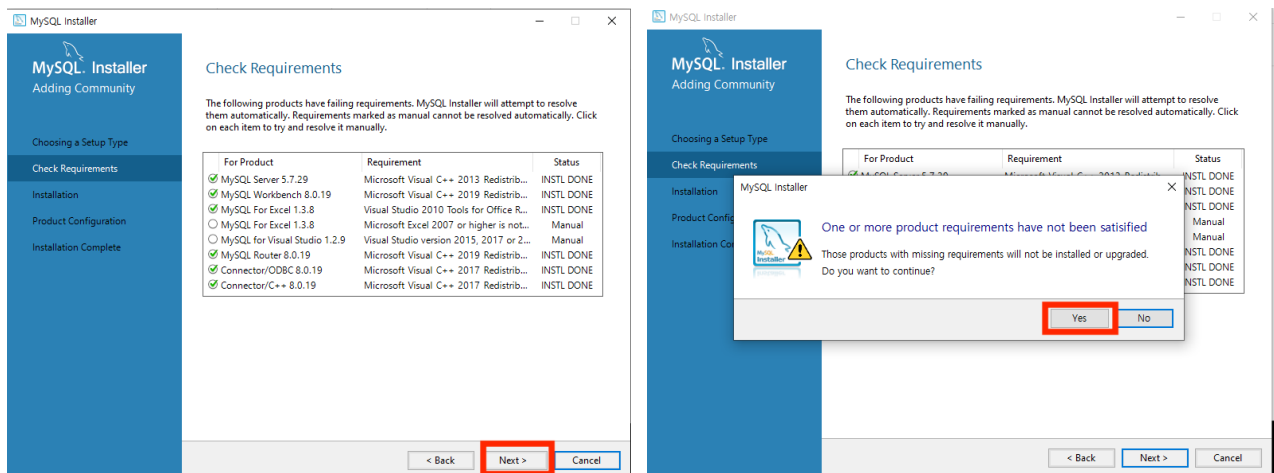 MySQL Installer
MySQL. Installer
Adding Community
Choosing a Setup Type
Check Requirements
Installation
Product Configuration
Installation Complete
Check Requirements
The following products have failing requirements. MySQL Installer will attempt to resolve
them automatically. Requirements marked as manual cannot be resolved automatically. Click
on each item to try and resolve it manually.
For Product Requirement Status
MySQL Server 5.7.29 Microsoft Visual C++ 2013 Redistrib... INSTL DONE
MySQL Workbench 8.0.19 Microsoft Visual C++ 2019 Redistrib... INSTL DONE
MySQL For Excel 1.3.8 Visual Studio 2010 Tools for Office R... INSTL DONE
MySQL For Excel 1.3.8 Microsoft Excel 2007 or higher is not... Manual
MySQL for Visual Studio 1.2.9 Visual Studio version 2015, 2017 or 2... Manual
MySQL Router 8.0.19 Microsoft Visual C++ 2019 Redistrib... INSTL DONE
Connector/ODBC 8.0.19 Microsoft Visual C++ 2017 Redistrib... INSTL DONE
Connector/C++ 8.0.19 Microsoft Visual C++ 2017 Redistrib... INSTL DONE
< Back Next > Cancel
MySQL Installer
MySQL. Installer
Adding Community
Choosing a Setup Type
Check Requirements
Installation
Product Config
Installation Co
Check Requirements
The following products have failing requirements. MySQL Installer will attempt to resolve
them automatically. Requirements marked as manual cannot be resolved automatically. Click
on each item to try and resolve it manually.
For Product Requirement Status
INSTL DONE
INSTL DONE
INSTL DONE
Manual
Manual
INSTL DONE
INSTL DONE
INSTL DONE
MySQL Installer
MySQL
Installer
One or more product requirements have not been satisified
Those products with missing requirements will not be installed or upgraded.
Do you want to continue?
Yes No
< Back Next > Cancel